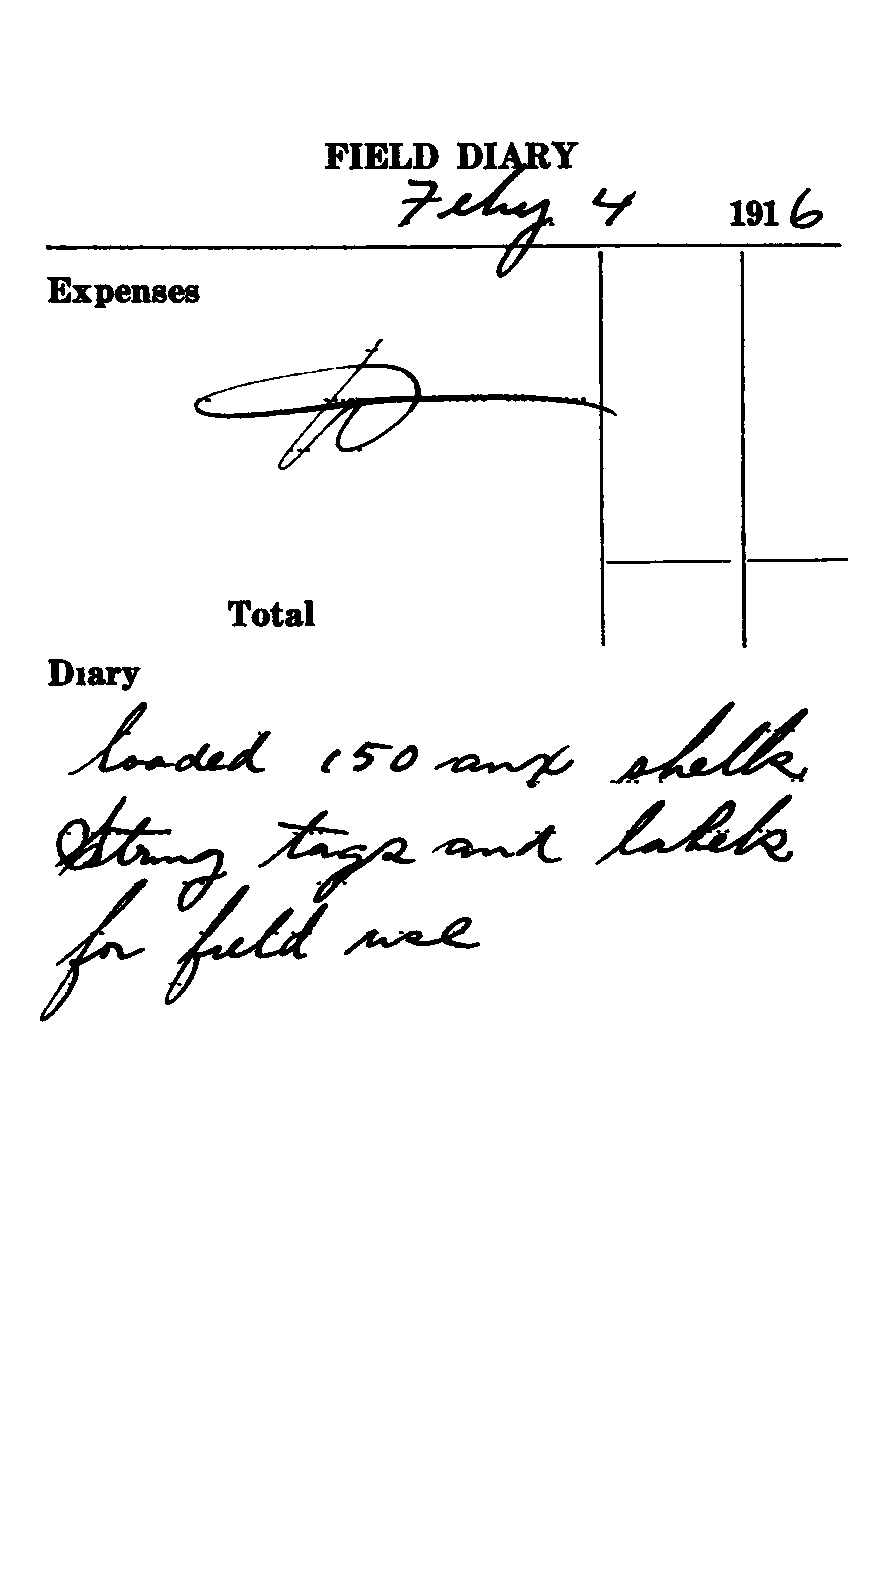 FIELD DIARY
Feby 4 1916
Expenses
Total
Diary
loaded 150 aux shells
String tags and labels
for field use